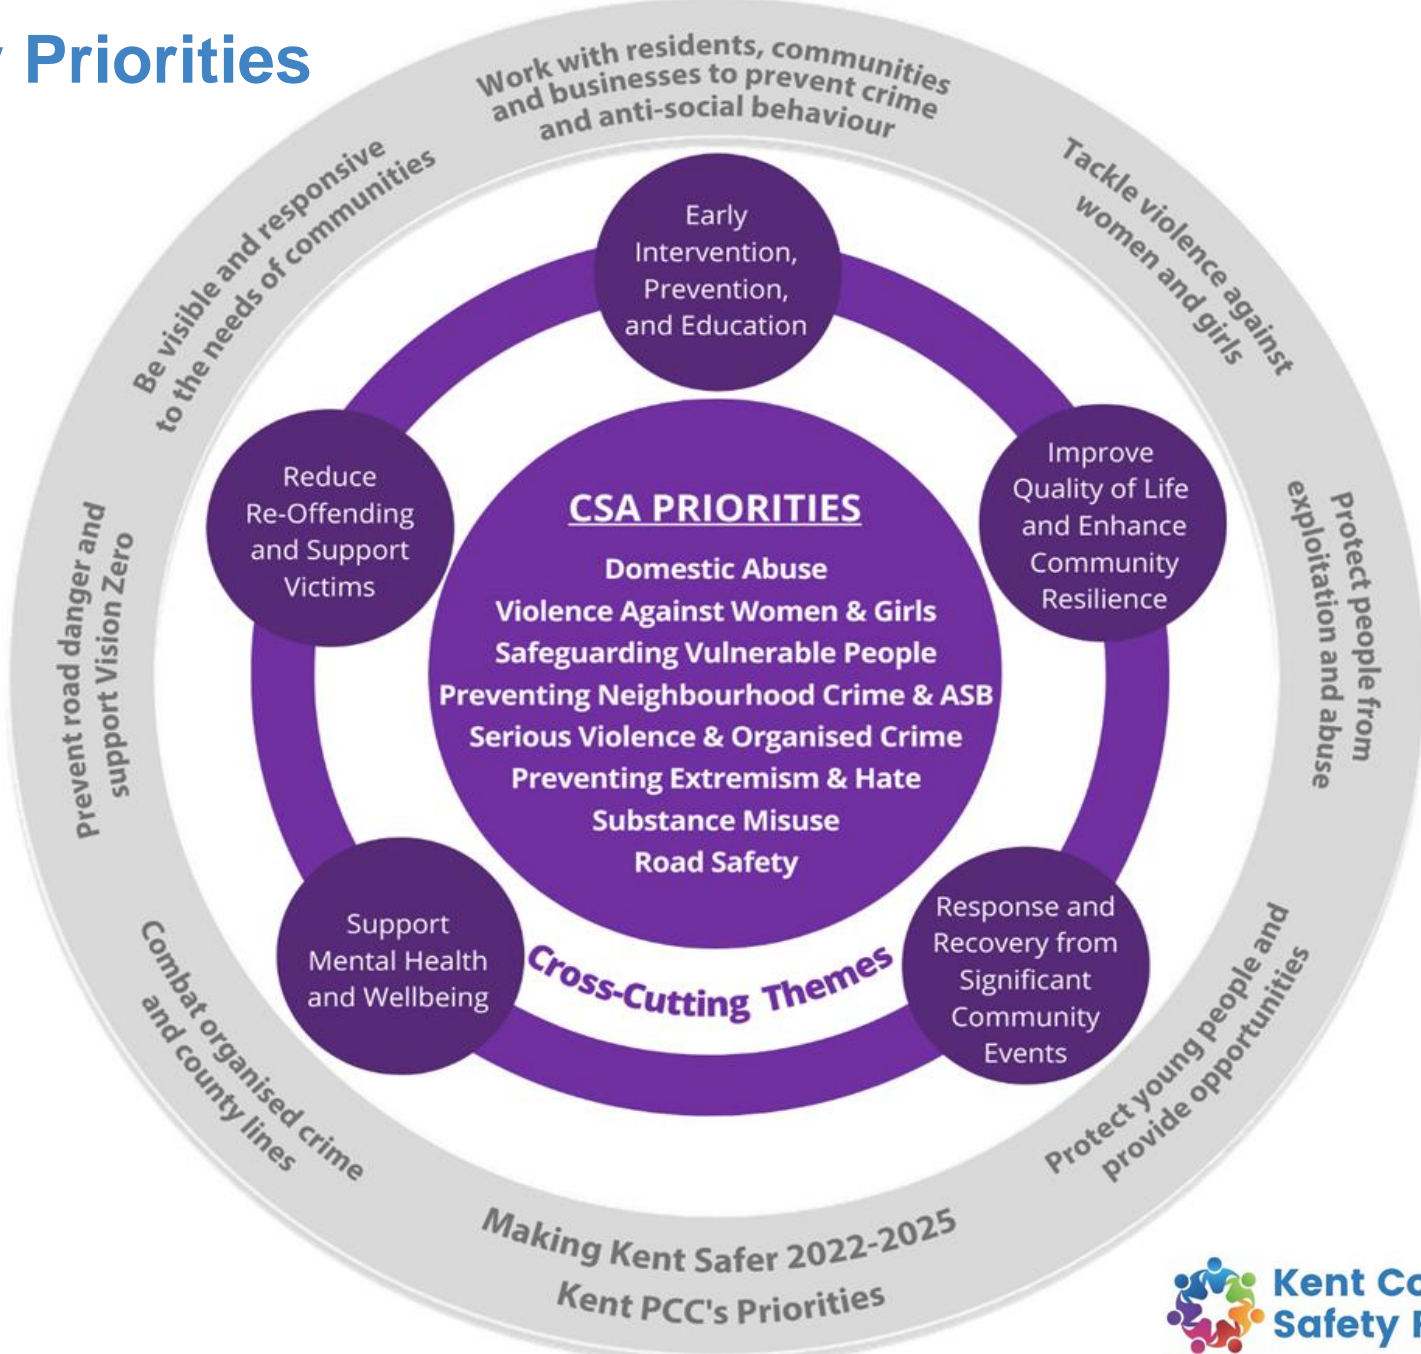 Priorities
Work with residents, communities
and businesses to prevent crime
and anti-social behaviour
Tackle violence against
women and girls
Protect people from
exploitation and abuse
Protect young people and
provide opportunities
Making Kent Safer 2022-2025
Kent PCC's Priorities
Combat organised crime
and county lines
Prevent road danger and
support Vision Zero
Be visible and responsive
to the needs of communities
Early
Intervention,
Prevention,
and Education
Improve
Quality of Life
and Enhance
Community
Resilience
Response and
Recovery from
Significant
Community
Events
Support
Mental Health
and Wellbeing
Reduce
Re-Offending
and Support
Victims
CSA PRIORITIES
Domestic Abuse
Violence Against Women & Girls
Safeguarding Vulnerable People
Preventing Neighbourhood Crime & ASB
Serious Violence & Organised Crime
Preventing Extremism & Hate
Substance Misuse
Road Safety
Cross-Cutting Themes
Kent
Safety